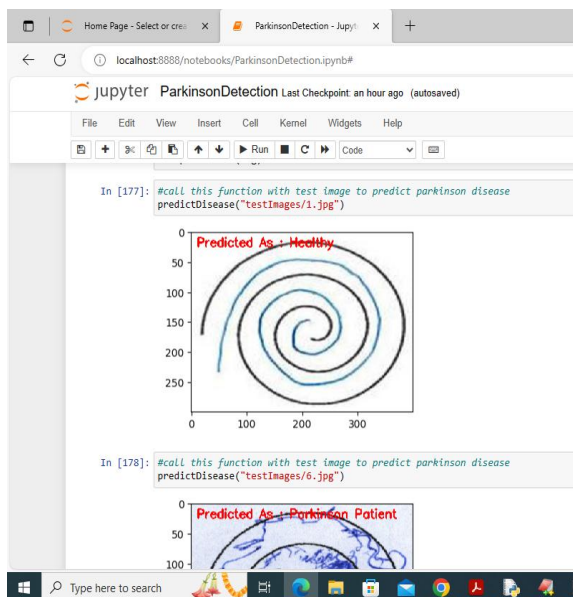 Home Page - Select or crea
ParkinsonDetection - Jupyt
localhost:8888/notebooks/ParkinsonDetection.ipynb#
jupyter ParkinsonDetection Last Checkpoint: an hour ago (autosaved)
File Edit View Insert Cell Kernel Widgets Help
Run Code
In [177]: #call this function with test image to predict parkinson disease
predictDisease("testImages/1.jpg")
Predicted As : Healthy
0
50
100
150
200
250
0 100 200 300
In [178]: #call this function with test image to predict parkinson disease
predictDisease("testImages/6.jpg")
Predicted As : Parkinson Patient
0
50
100
Type here to search